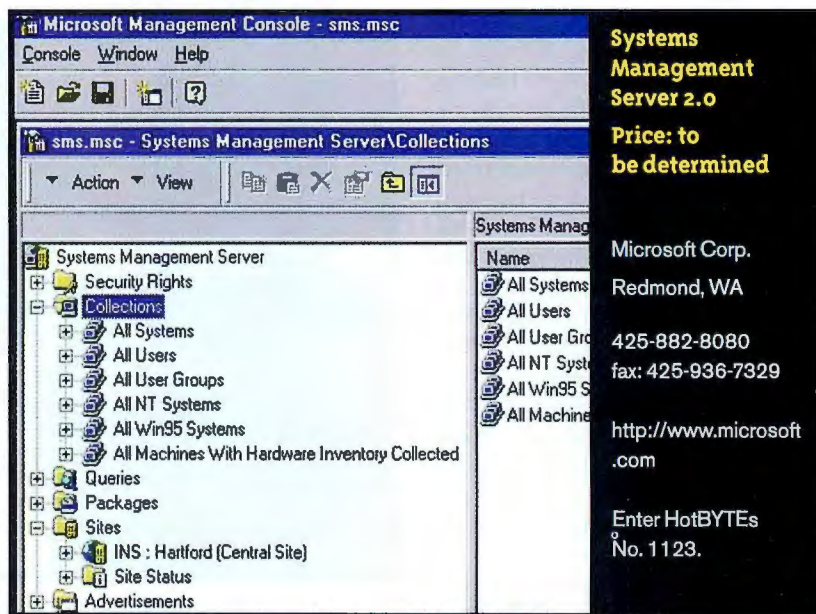 Microsoft Management Console - sms.msc
Console Window Help
sms.msc - Systems Management Server\Collections
Action View
Systems Manag
Systems Management Server
Security Rights
Collections
All Systems
All Users
All User Groups
All NT Systems
All Win95 Systems
All Machines With Hardware Inventory Collected
Queries
Packages
Sites
INS : Hartford (Central Site)
Site Status
Advertisements
Name
All Systems
All Users
All User Gro
All NT Syste
All Win95 S
All Machine
Systems
Management
Server 2.0
Price: to
be determined
Microsoft Corp.
Redmond, WA
425-882-8080
fax: 425-936-7329
http://www.microsoft
.com
Enter HotBYTEs
No. 1123.